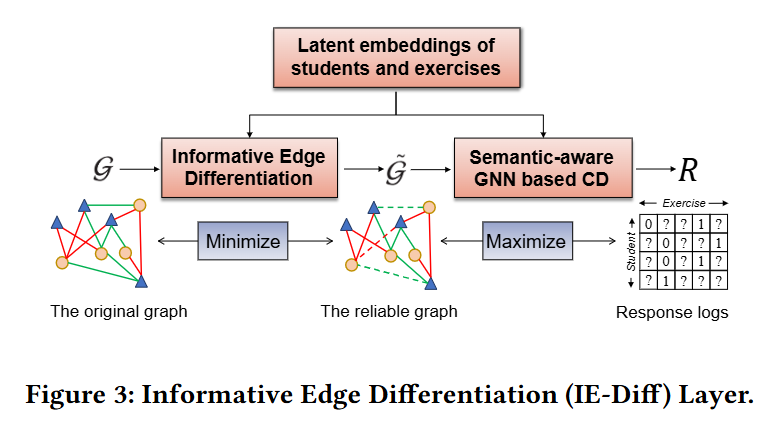 Latent embeddings of
students and exercises
𝒢
Informative Edge
Differentiation
𝒢̃
Semantic-aware
GNN based CD
R
Minimize
Maximize
Exercise
Student
0 ? ? 1 ?
? 0 ? ? 1
? 0 ? 1 ?
? 1 ? ? ?
The original graph
The reliable graph
Response logs
Figure 3: Informative Edge Differentiation (IE-Diff) Layer.